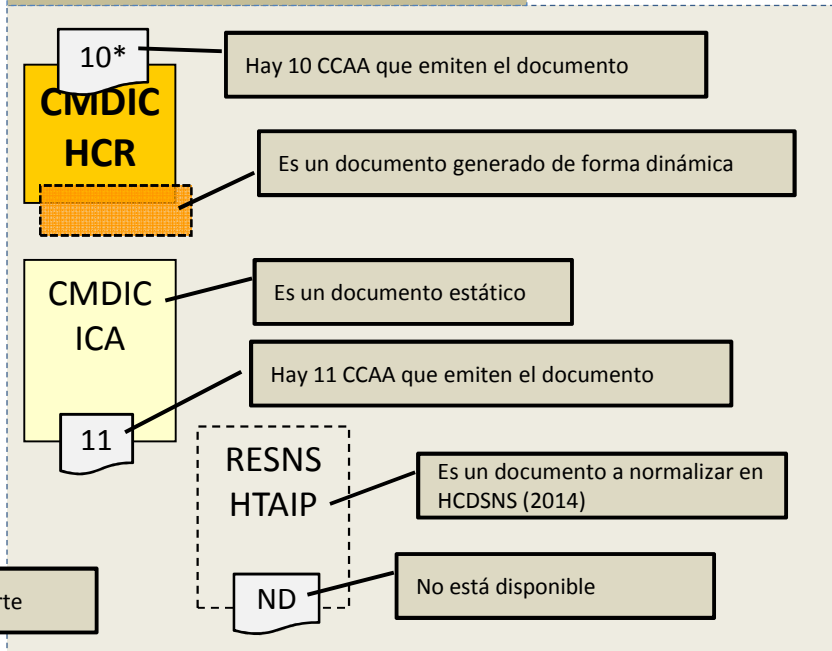 10*
Hay 10 CCAA que emiten el documento
CMDIC
HCR
Es un documento generado de forma dinámica
CMDIC
ICA
Es un documento estático
Hay 11 CCAA que emiten el documento
11
RESNS
HTAIP
Es un documento a normalizar en
HCDSNS (2014)
ND
No está disponible